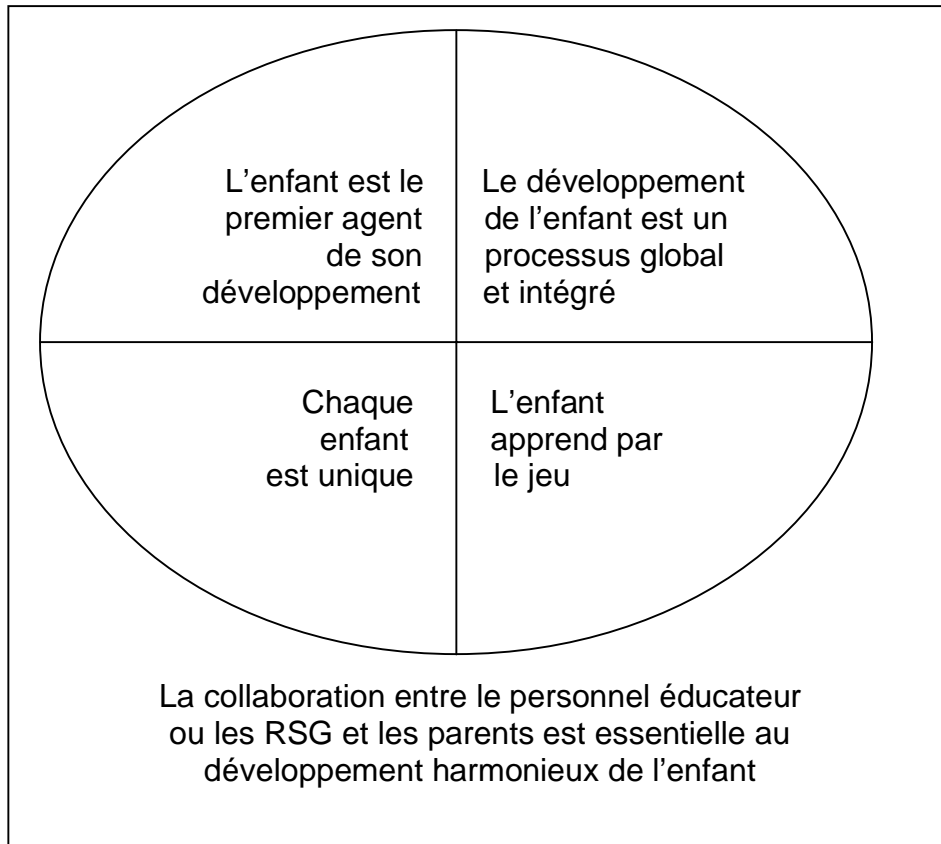 L'enfant est le
premier agent
de son
développement
Le développement
de l'enfant est un
processus global
et intégré
Chaque
enfant
est unique
L'enfant
apprend par
le jeu
La collaboration entre le personnel éducateur
ou les RSG et les parents est essentielle au
développement harmonieux de l'enfant